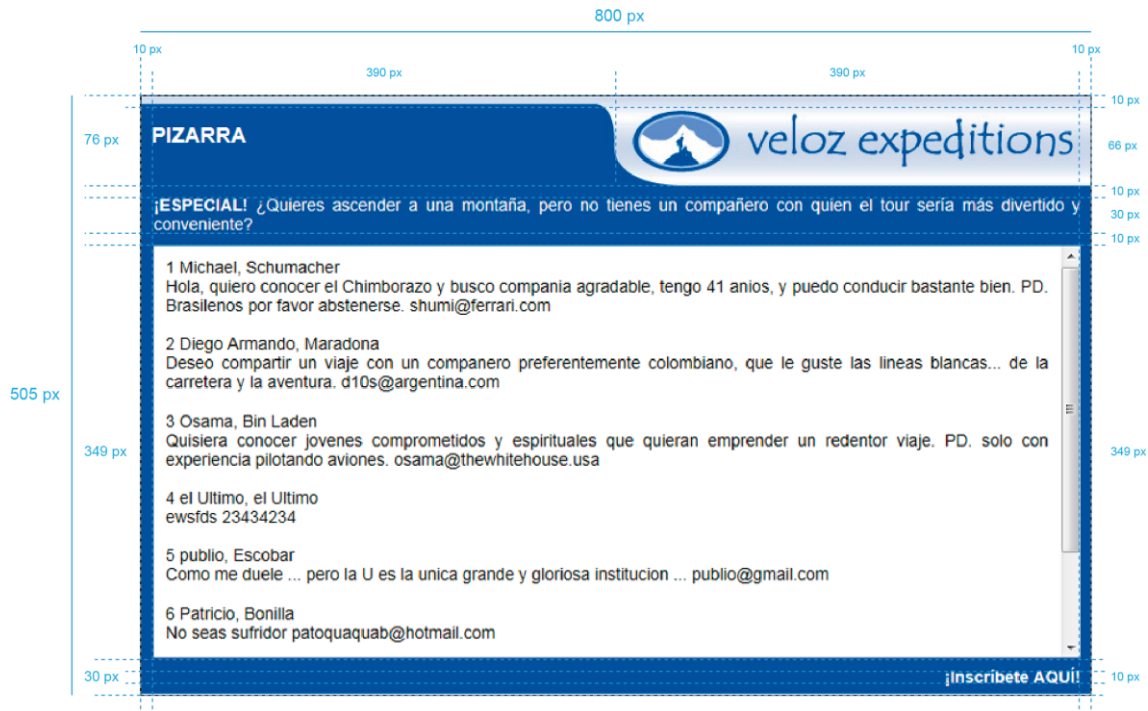 800 px
10 px
10 px
390 px
390 px
10 px
76 px
PIZARRA
veloz expeditions
66 px
10 px
¡ESPECIAL! ¿Quieres ascender a una montaña, pero no tienes un compañero con quien el tour sería más divertido y
30 px
conveniente?
10 px
1 Michael, Schumacher
Hola, quiero conocer el Chimborazo y busco compania agradable, tengo 41 anios, y puedo conducir bastante bien. PD.
Brasilenos por favor abstenerse. shumi@ferrari.com
2 Diego Armando, Maradona
Deseo compartir un viaje con un companero preferentemente colombiano, que le guste las lineas blancas... de la
carretera y la aventura. d10s@argentina.com
505 px
3 Osama, Bin Laden
Quisiera conocer jovenes comprometidos y espirituales que quieran emprender un redentor viaje. PD. solo con
349 px
349 px
experiencia pilotando aviones. osama@thewhitehouse.usa
4 el Ultimo, el Ultimo
ewsfds 23434234
5 publio, Escobar
Como me duele ... pero la U es la unica grande y gloriosa institucion ... publio@gmail.com
6 Patricio, Bonilla
No seas sufridor patoquaquab@hotmail.com
30 px
¡Inscribete AQUÍ!
10 px